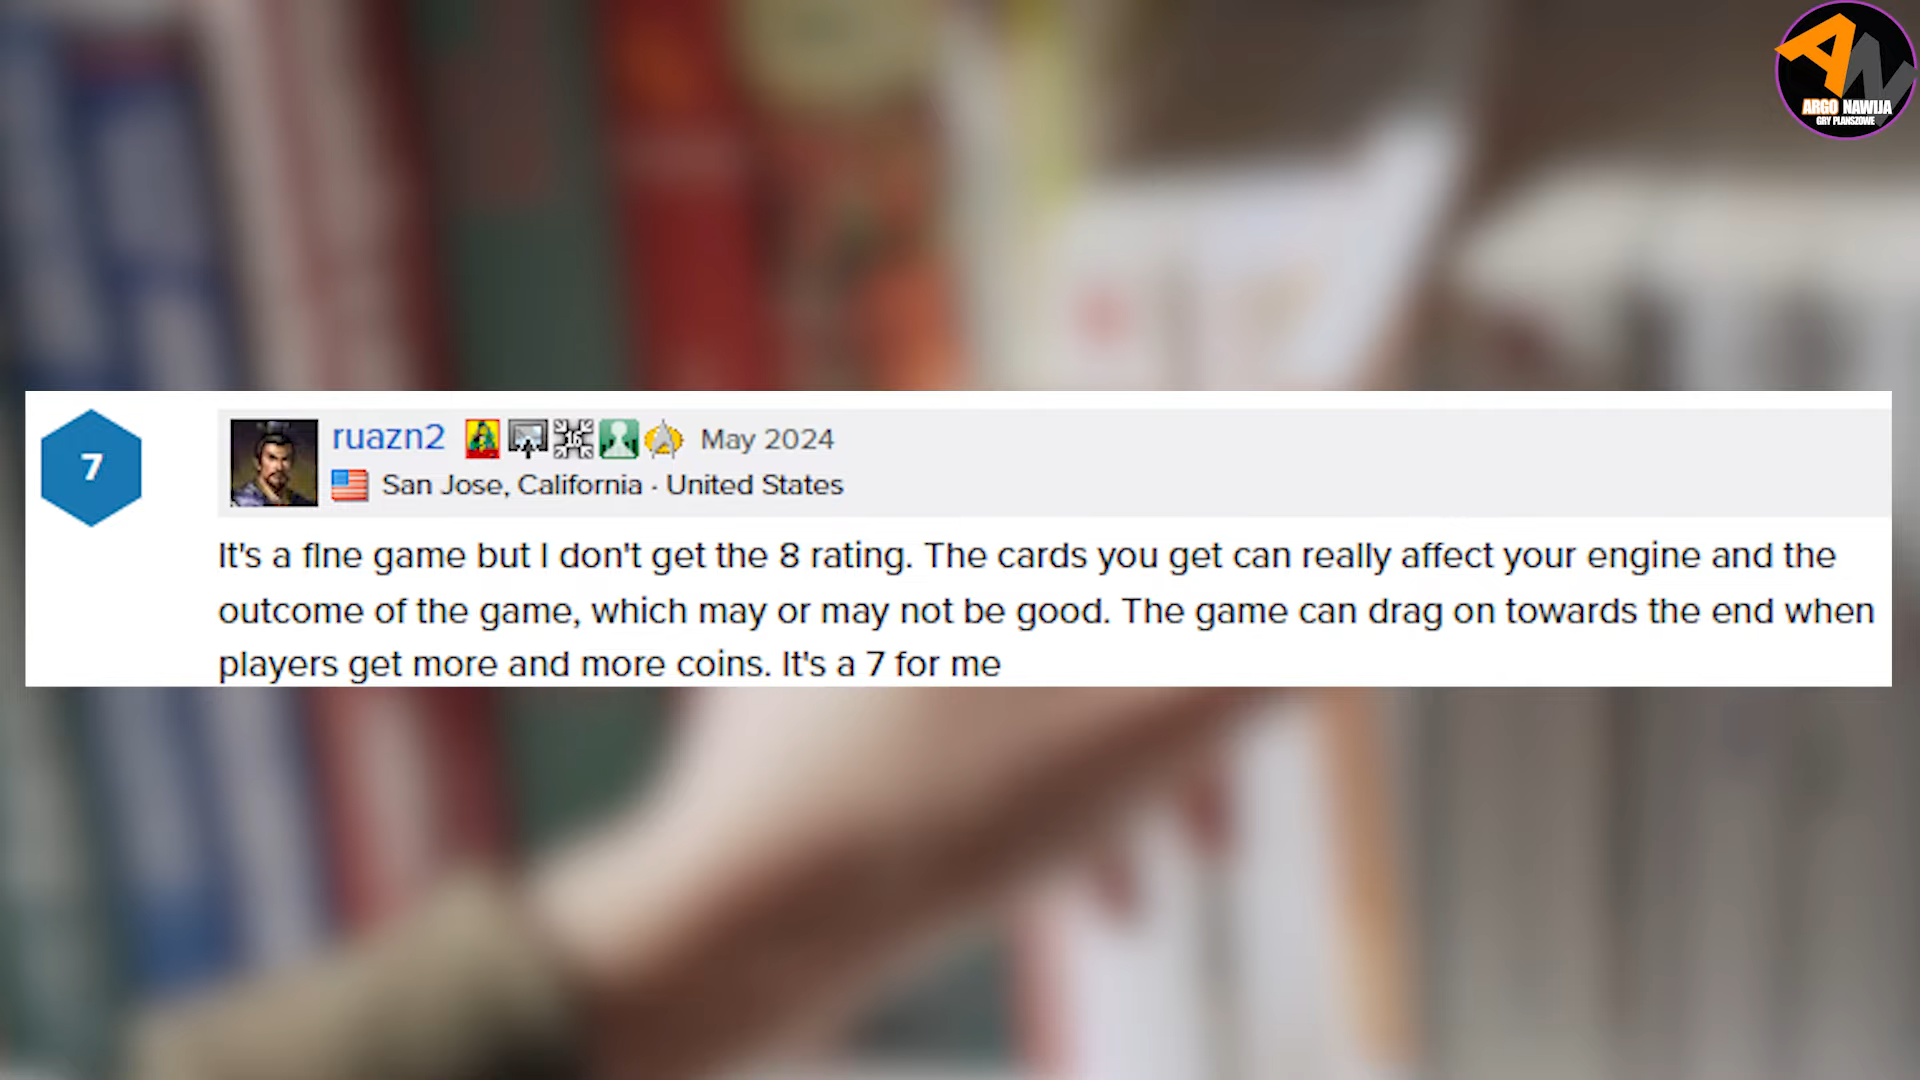 ARGO NAWIJA
GRY PLANSZOWE
7
ruazn2 16 May 2024
San Jose, California · United States
It's a fine game but I don't get the 8 rating. The cards you get can really affect your engine and the
outcome of the game, which may or may not be good. The game can drag on towards the end when
players get more and more coins. It's a 7 for me